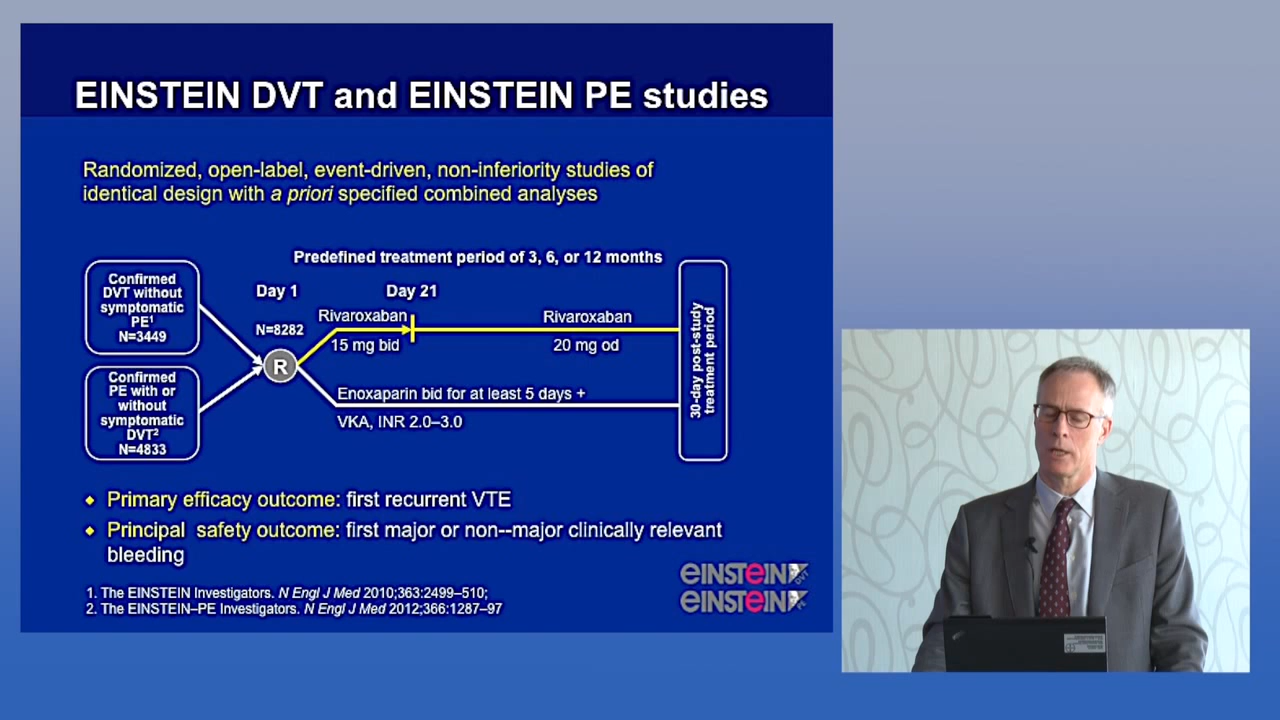 EINSTEIN DVT and EINSTEIN PE studies
Randomized, open-label, event-driven, non-inferiority studies of
identical design with a priori specified combined analyses
Predefined treatment period of 3, 6, or 12 months
Confirmed
DVT without
symptomatic
PE1
N=3449
Confirmed
PE with or
without
symptomatic
DVT2
N=4833
Day 1
Day 21
N=8282
R
Rivaroxaban
15 mg bid
Rivaroxaban
20 mg od
Enoxaparin bid for at least 5 days +
VKA, INR 2.0–3.0
30-day post-study
treatment period
Primary efficacy outcome: first recurrent VTE
Principal safety outcome: first major or non--major clinically relevant
bleeding
1. The EINSTEIN Investigators. N Engl J Med 2010;363:2499–510;
2. The EINSTEIN–PE Investigators. N Engl J Med 2012;366:1287–97
EINSTEIN DVT
EINSTEIN PE